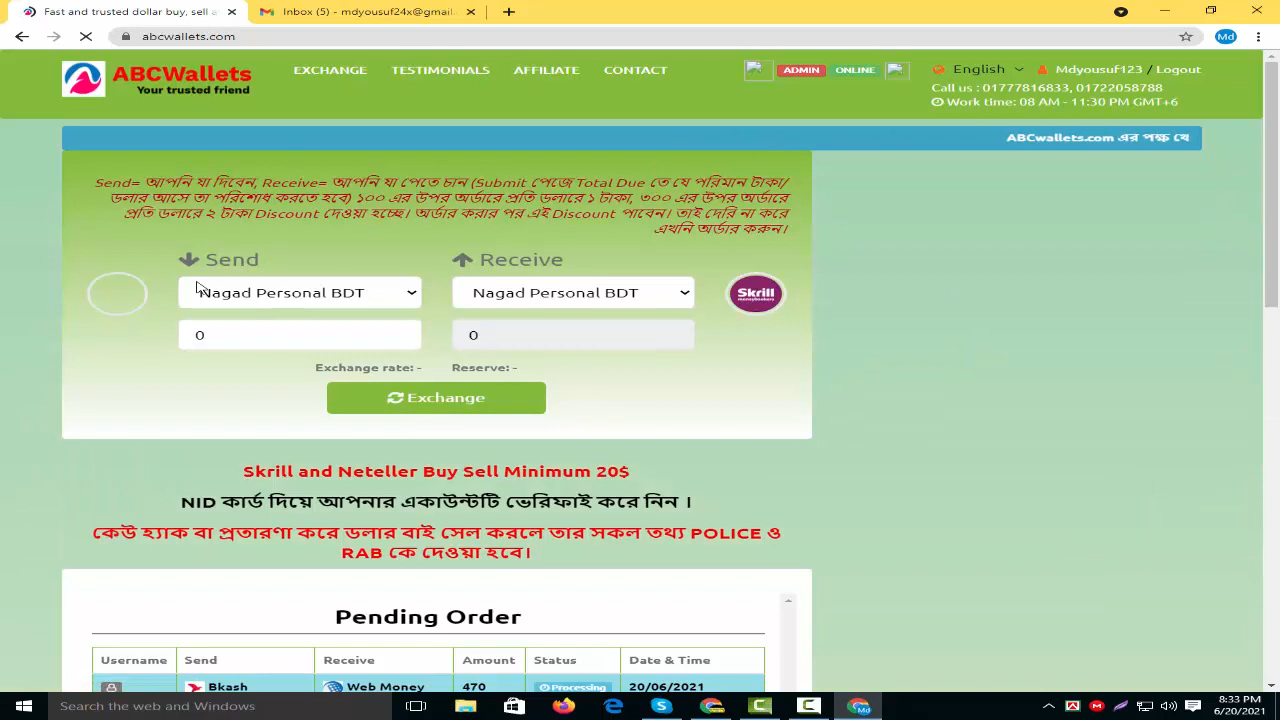 Fast and trusted dollar buy sell e
Inbox (5) - mdyousuf24x@gmail.
abcwallets.com
Md
ABCWallets
Your trusted friend
EXCHANGE
TESTIMONIALS
AFFILIATE
CONTACT
ADMIN
ONLINE
English
Mdyousuf123 / Logout
Call us : 01777816833, 01722058788
Work time: 08 AM - 11:30 PM GMT+6
ABCwallets.com এর পক্ষ থে
Send= আপনি যা দিবেন, Receive= আপনি যা পেতে চান (Submit পেজে Total Due তে যে পরিমান টাকা/
ডলার আসে তা পরিশোধ করতে হবে) ১০০ এর উপর অর্ডারে প্রতি ডলারে ১ টাকা, ৩০০ এর উপর অর্ডারে
প্রতি ডলারে ২ টাকা Discount দেওয়া হচ্ছে। অর্ডার করার পর এই Discount পাবেন। তাই দেরি না করে
এখনি অর্ডার করুন।
Send
Receive
Nagad Personal BDT
Nagad Personal BDT
Skrill
moneybookers
0
0
Exchange rate: -
Reserve: -
Exchange
Skrill and Neteller Buy Sell Minimum 20$
NID কার্ড দিয়ে আপনার একাউন্টটি ভেরিফাই করে নিন ।
কেউ হ্যাক বা প্রতারণা করে ডলার বাই সেল করলে তার সকল তথ্য POLICE ও
RAB কে দেওয়া হবে।
Pending Order
Username
Send
Receive
Amount
Status
Date & Time
Bkash
Web Money
470
Processing
20/06/2021
Search the web and Windows
Md
8:33 PM
6/20/2021